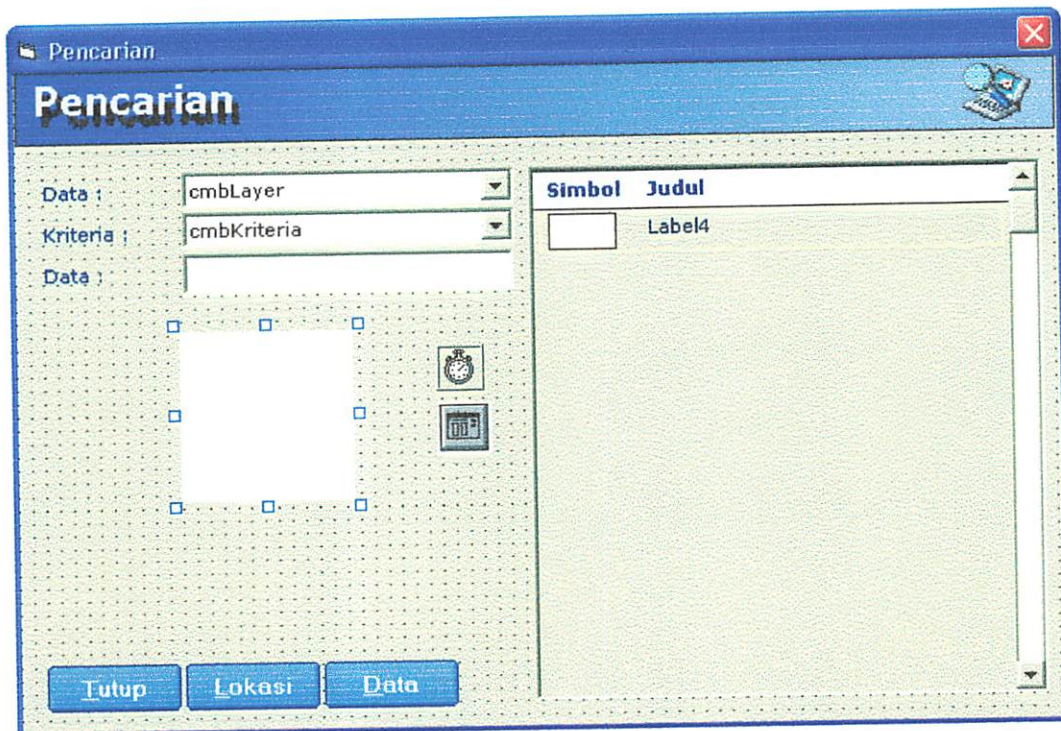 Pencarian
Pencarian
Data :
cmbLayer
Kriteria :
cmbKriteria
Data :
Simbol Judul
Label4
Tutup
Lokasi
Data